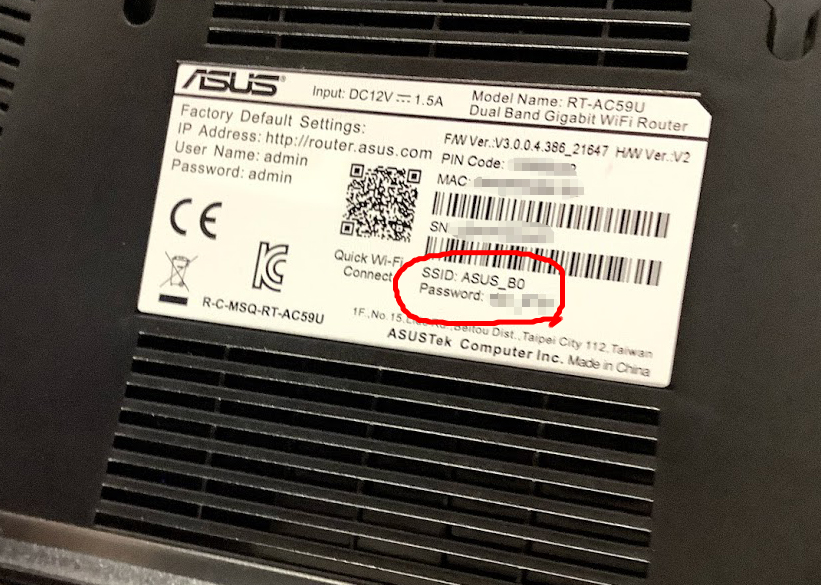 ASUS®
Input: DC12V ⎓ 1.5A
Model Name: RT-AC59U
Dual Band Gigabit WiFi Router
Factory Default Settings:
IP Address: http://router.asus.com
User Name: admin
Password: admin
F/W Ver.:V3.0.0.4.386_21647 H/W Ver.:V2
PIN Code:
MAC:
SN
Quick Wi-Fi
Connect
SSID: ASUS_B0
Password:
CE
R-C-MSQ-RT-AC59U
1F.,No.15, Beitou Dist.,Taipei City 112,Taiwan
ASUSTek Computer Inc. Made in China